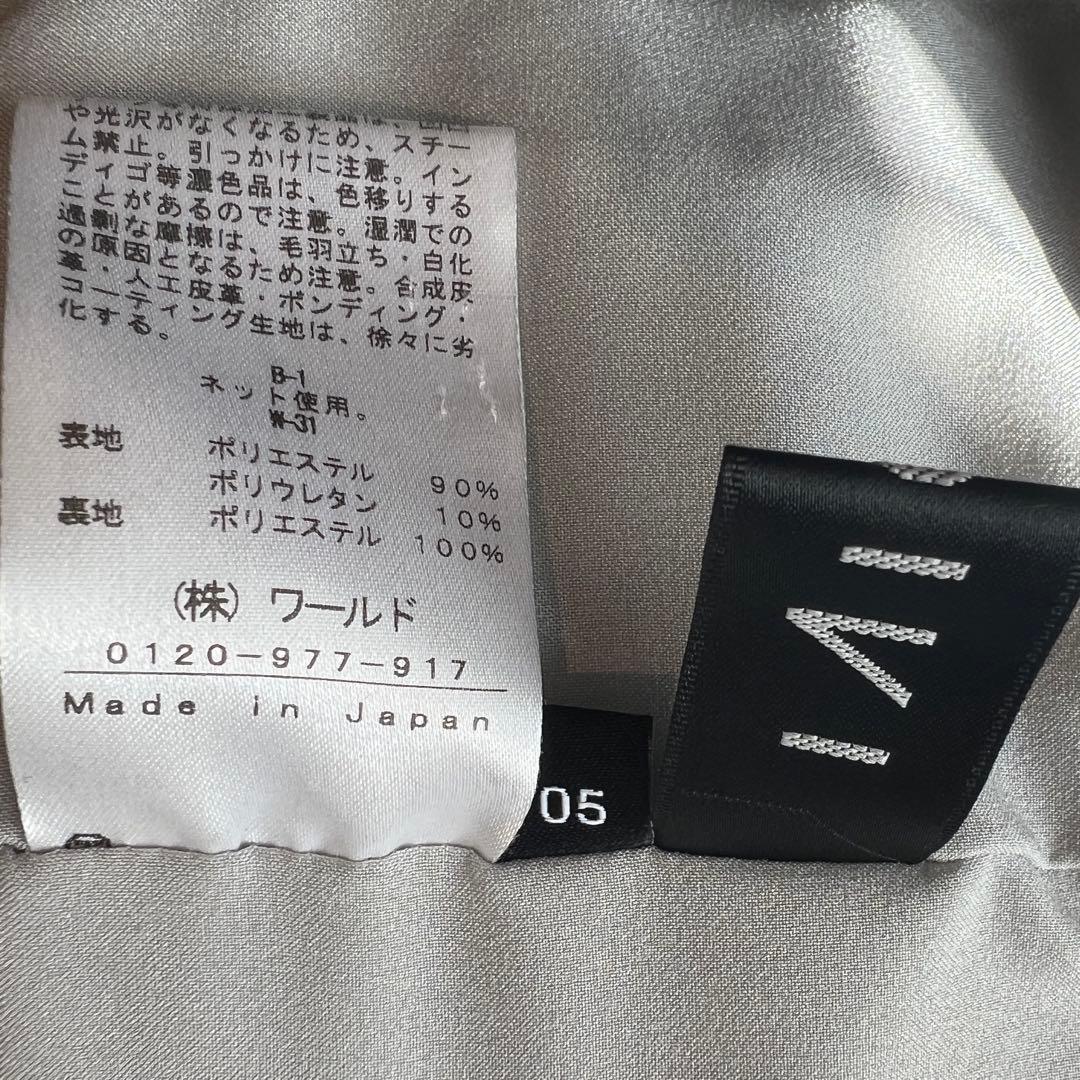 や光沢がなくなるため、スチー
ム禁止。引っかけに注意。イン
ディゴ等濃色品は、色移りする
ことがあるので注意。湿潤での
過剰な摩擦は、毛羽立ち・白化
の原因となるため注意。合成皮
革・人工皮革・ボンディング・
コーティング生地は、徐々に劣
化する。
B-1
ネット使用。
W-31
表地 ポリエステル 90%
ポリウレタン 10%
裏地 ポリエステル 100%
(株) ワールド
0120-977-917
Made in Japan
05